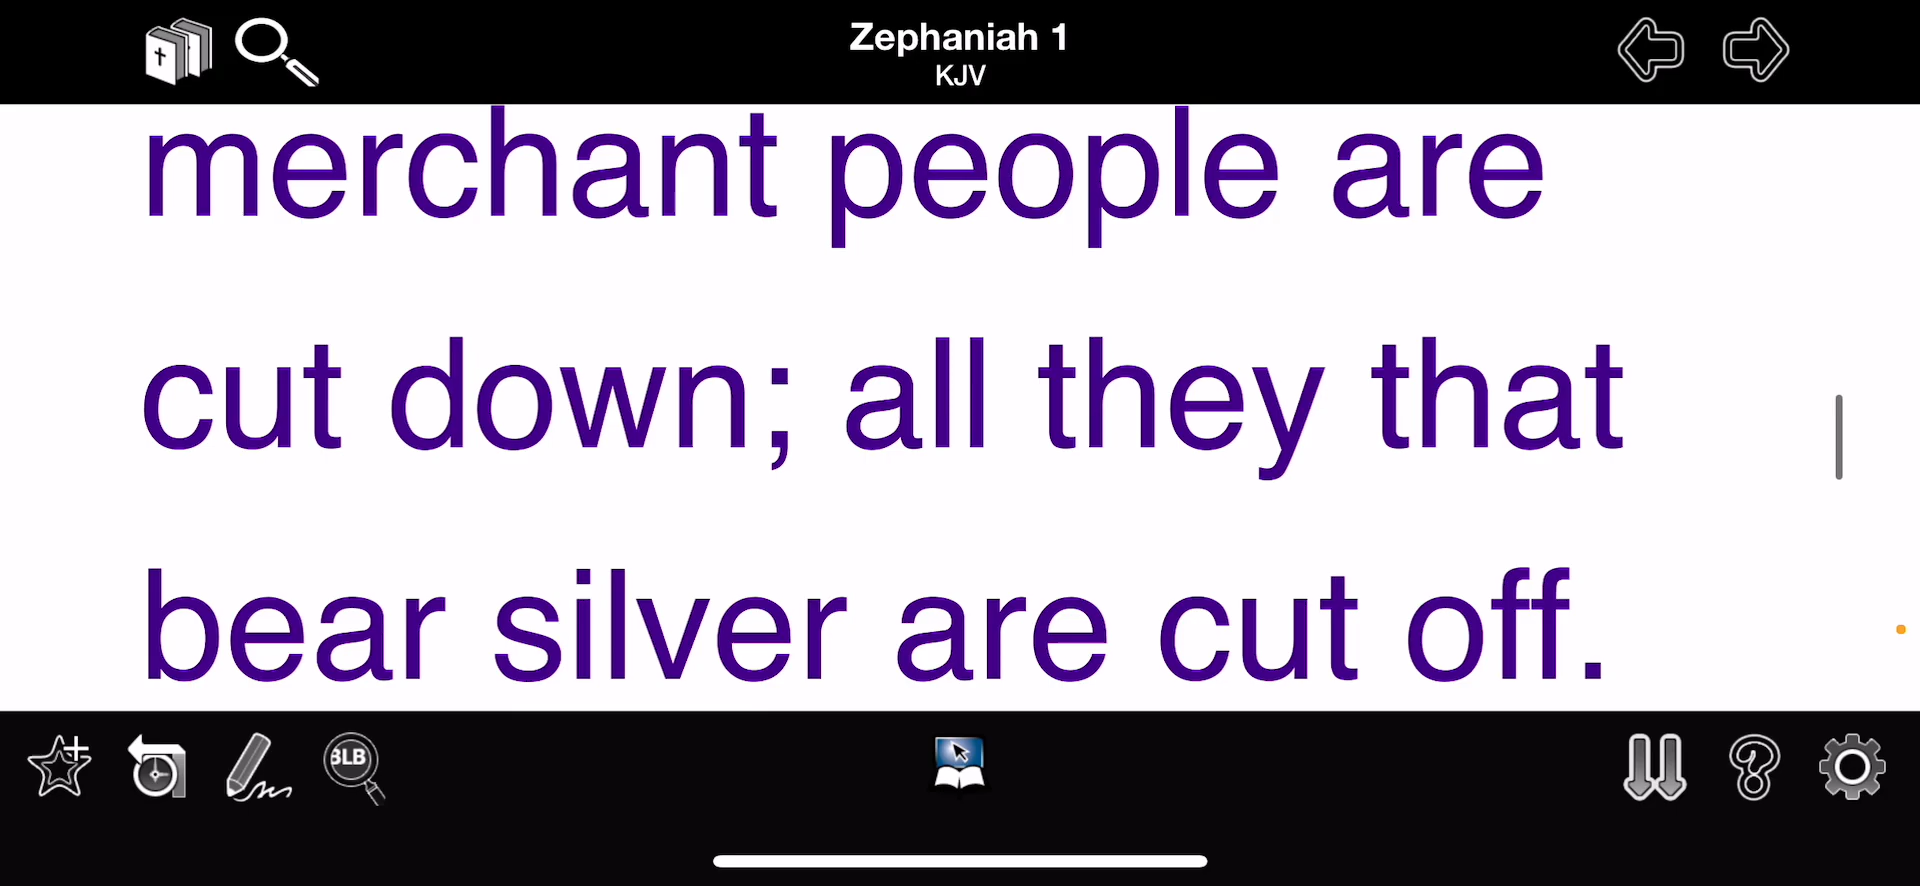 Zephaniah 1
KJV
merchant people are
cut down; all they that
bear silver are cut off.
BLB